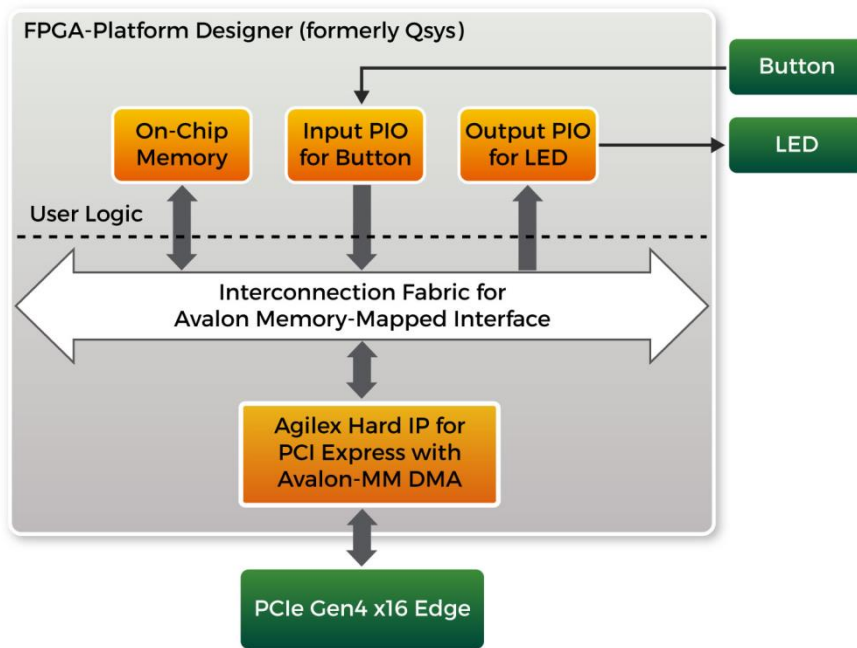 FPGA-Platform Designer (formerly Qsys)
Button
On-Chip
Memory
Input PIO
for Button
Output PIO
for LED
LED
User Logic
Interconnection Fabric for
Avalon Memory-Mapped Interface
Agilex Hard IP for
PCI Express with
Avalon-MM DMA
PCIe Gen4 x16 Edge